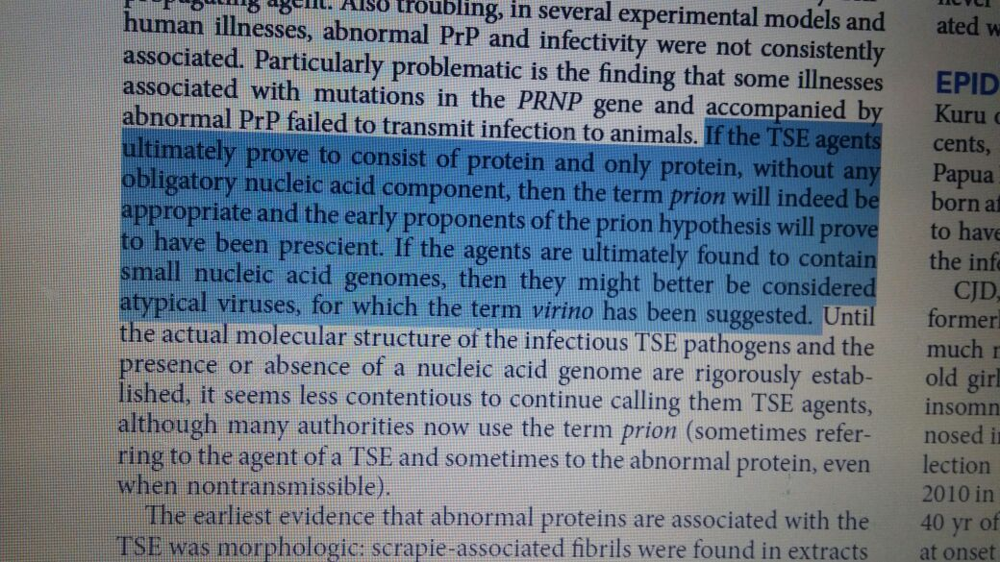 propagating agent. Also troubling, in several experimental models and
human illnesses, abnormal PrP and infectivity were not consistently
associated. Particularly problematic is the finding that some illnesses
associated with mutations in the PRNP gene and accompanied by
abnormal PrP failed to transmit infection to animals. If the TSE agents
ultimately prove to consist of protein and only protein, without any
obligatory nucleic acid component, then the term prion will indeed be
appropriate and the early proponents of the prion hypothesis will prove
to have been prescient. If the agents are ultimately found to contain
small nucleic acid genomes, then they might better be considered
atypical viruses, for which the term virino has been suggested. Until
the actual molecular structure of the infectious TSE pathogens and the
presence or absence of a nucleic acid genome are rigorously estab-
lished, it seems less contentious to continue calling them TSE agents,
although many authorities now use the term prion (sometimes refer-
ring to the agent of a TSE and sometimes to the abnormal protein, even
when nontransmissible).
The earliest evidence that abnormal proteins are associated with the
TSE was morphologic: scrapie-associated fibrils were found in extracts
never
ated w
EPID
Kuru
cents,
Papua
born af
to have
the inf
CJD,
former
much
old girl
insomn
nosed i
lection
2010 in
40 yr of
at onset